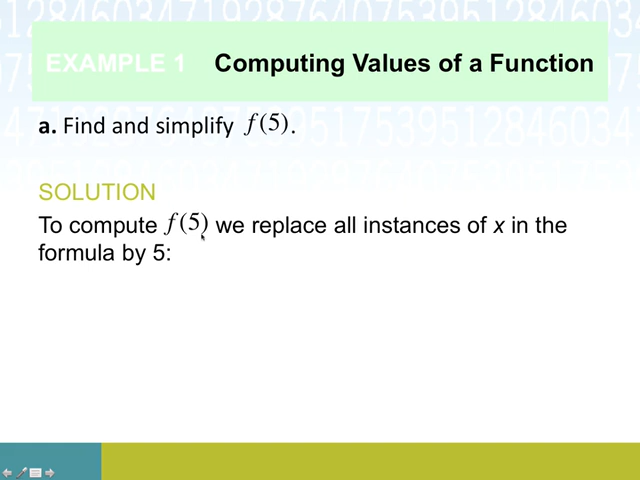 EXAMPLE 1 Computing Values of a Function
a. Find and simplify f(5).
SOLUTION
To compute f(5) we replace all instances of x in the
formula by 5: